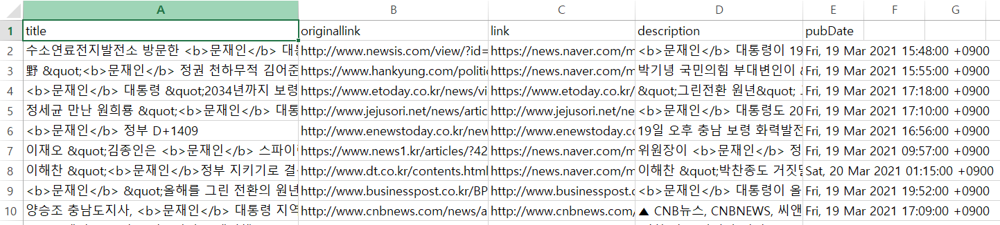 A B C D E F G
1 title originallink link description pubDate
2 수소연료전지발전소 방문한 <b>문재인</b> http://www.newsis.com/view/?id= https://news.naver.com/m <b>문재인</b> 대통령이 19 Fri, 19 Mar 2021 15:48:00 +0900
3 野 &quot;<b>문재인</b> 정권 천하무적 김어준 http://www.hankyung.com/politi https://news.naver.com/m 박기녕 국민의힘 부대변인이 & Fri, 19 Mar 2021 15:55:00 +0900
4 <b>문재인</b> 대통령 &quot;2034년까지 보령 http://www.etoday.co.kr/news/vi http://www.etoday.co.kr/ &quot;그린전환 원년&quot; Fri, 19 Mar 2021 17:18:00 +0900
5 정세균 만난 원희룡 &quot;<b>문재인</b> http://www.jejusori.net/news/artic http://www.jejusori.net/ne <b>문재인</b> 대통령도 20 Fri, 19 Mar 2021 17:10:00 +0900
6 <b>문재인</b> 정부 D+1409 http://www.enewstoday.co.kr/new http://www.enewstoday.c 19일 오후 충남 보령 화력발전 Fri, 19 Mar 2021 16:56:00 +0900
7 이재오 &quot;김종인은 <b>문재인</b> http://www.news1.kr/articles/?42 https://news.naver.com/m 위원장이 <b>문재인</b> 정 Fri, 19 Mar 2021 09:57:00 +0900
8 이해찬 &quot;<b>문재인</b>정부 지키기로 http://www.dt.co.kr/contents.html https://news.naver.com/m 이해찬 &quot;박찬종도 Sat, 20 Mar 2021 01:15:00 +0900
9 <b>문재인</b> &quot;올해를 그린 전환의 원년 http://www.businesspost.co.kr/BP http://www.businesspost.c <b>문재인</b> 대통령이 올 Fri, 19 Mar 2021 19:52:00 +0900
10 양승조 충남도지사, <b>문재인</b> 대통령 지역 http://www.cnbnews.com/news/a http://www.cnbnews.com/ ▲ CNB뉴스, CNBNEWS, 씨앤 Fri, 19 Mar 2021 17:09:00 +0900